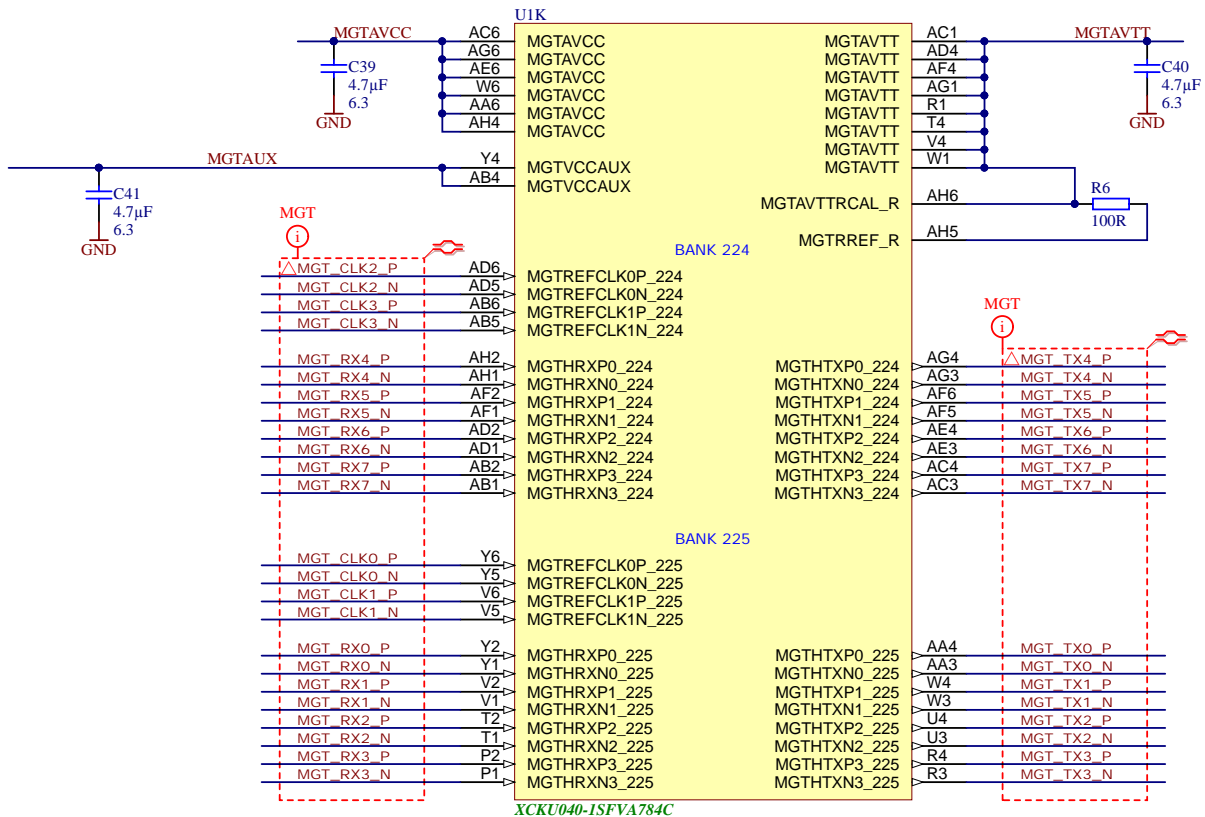 U1K
MGTAVCC AC6 MGTAVCC MGTAVTT AC1 MGTAVTT
AG6 MGTAVCC MGTAVTT AD4
C39 AE6 MGTAVCC MGTAVTT AF4 C40
4.7µF W6 MGTAVCC MGTAVTT AG1 4.7µF
6.3 AA6 MGTAVCC MGTAVTT R1 6.3
GND AH4 MGTAVCC MGTAVTT T4 GND
MGTAVTT V4
MGTAUX Y4 MGTVCCAUX MGTAVTT W1
AB4 MGTVCCAUX
C41 MGTAVTTRCAL_R AH6 R6
4.7µF 100R
6.3 MGTRREF_R AH5
GND
MGT
i
BANK 224
MGT_CLK2_P AD6 MGTREFCLK0P_224
MGT_CLK2_N AD5 MGTREFCLK0N_224
MGT_CLK3_P AB6 MGTREFCLK1P_224
MGT_CLK3_N AB5 MGTREFCLK1N_224
MGT
i
MGT_RX4_P AH2 MGTHRXP0_224 MGTHTXP0_224 AG4 MGT_TX4_P
MGT_RX4_N AH1 MGTHRXN0_224 MGTHTXN0_224 AG3 MGT_TX4_N
MGT_RX5_P AF2 MGTHRXP1_224 MGTHTXP1_224 AF6 MGT_TX5_P
MGT_RX5_N AF1 MGTHRXN1_224 MGTHTXN1_224 AF5 MGT_TX5_N
MGT_RX6_P AD2 MGTHRXP2_224 MGTHTXP2_224 AE4 MGT_TX6_P
MGT_RX6_N AD1 MGTHRXN2_224 MGTHTXN2_224 AE3 MGT_TX6_N
MGT_RX7_P AB2 MGTHRXP3_224 MGTHTXP3_224 AC4 MGT_TX7_P
MGT_RX7_N AB1 MGTHRXN3_224 MGTHTXN3_224 AC3 MGT_TX7_N
BANK 225
MGT_CLK0_P Y6 MGTREFCLK0P_225
MGT_CLK0_N Y5 MGTREFCLK0N_225
MGT_CLK1_P V6 MGTREFCLK1P_225
MGT_CLK1_N V5 MGTREFCLK1N_225
MGT_RX0_P Y2 MGTHRXP0_225 MGTHTXP0_225 AA4 MGT_TX0_P
MGT_RX0_N Y1 MGTHRXN0_225 MGTHTXN0_225 AA3 MGT_TX0_N
MGT_RX1_P V2 MGTHRXP1_225 MGTHTXP1_225 W4 MGT_TX1_P
MGT_RX1_N V1 MGTHRXN1_225 MGTHTXN1_225 W3 MGT_TX1_N
MGT_RX2_P T2 MGTHRXP2_225 MGTHTXP2_225 U4 MGT_TX2_P
MGT_RX2_N T1 MGTHRXN2_225 MGTHTXN2_225 U3 MGT_TX2_N
MGT_RX3_P P2 MGTHRXP3_225 MGTHTXP3_225 R4 MGT_TX3_P
MGT_RX3_N P1 MGTHRXN3_225 MGTHTXN3_225 R3 MGT_TX3_N
XCKU040-1SFVA784C